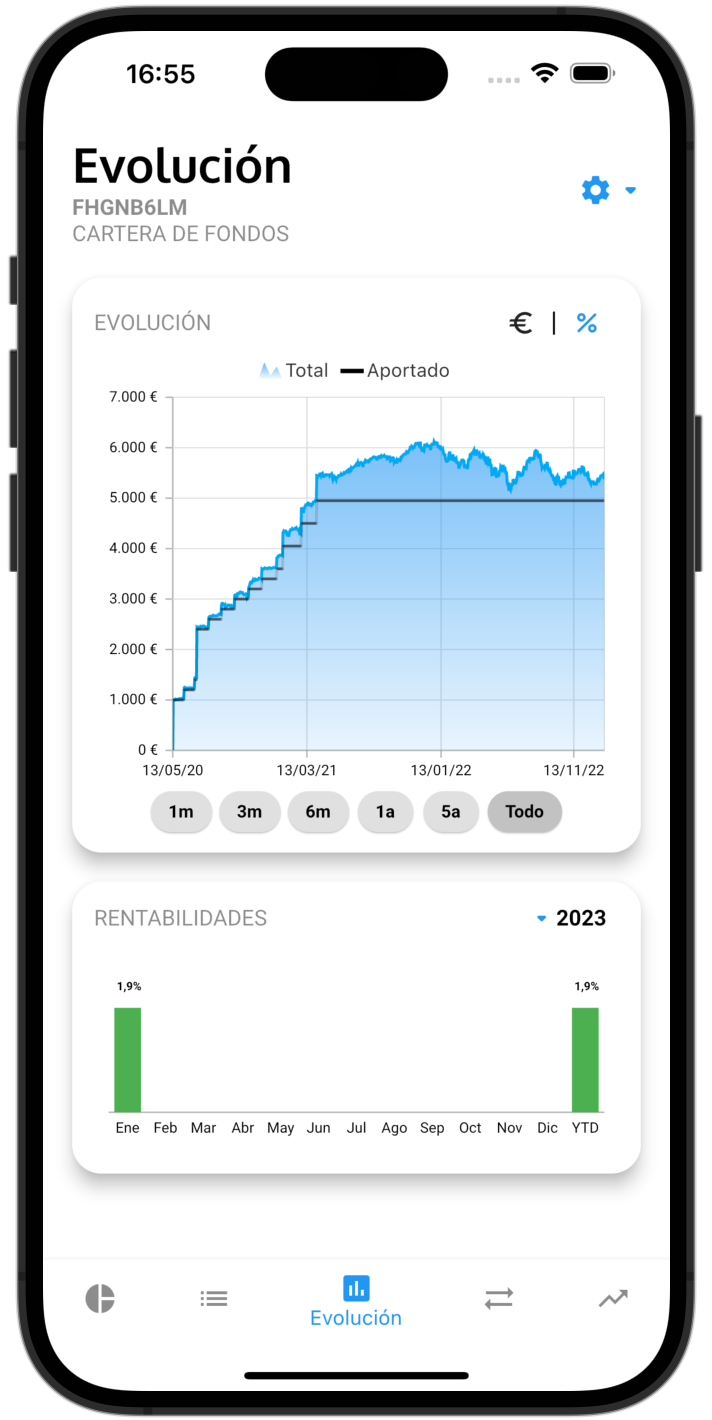 16:55
Evolución
FHGNB6LM
CARTERA DE FONDOS
EVOLUCIÓN € | %
Total Aportado
7.000 €
6.000 €
5.000 €
4.000 €
3.000 €
2.000 €
1.000 €
0 €
13/05/20 13/03/21 13/01/22 13/11/22
1m 3m 6m 1a 5a Todo
RENTABILIDADES 2023
1,9% 1,9%
Ene Feb Mar Abr May Jun Jul Ago Sep Oct Nov Dic YTD
Evolución